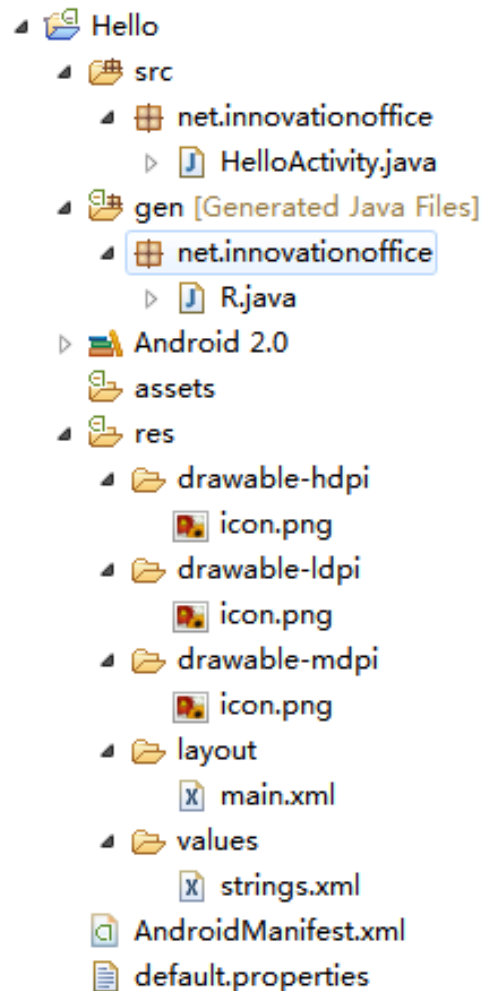 Hello
src
net.innovationoffice
HelloActivity.java
gen [Generated Java Files]
net.innovationoffice
R.java
Android 2.0
assets
res
drawable-hdpi
icon.png
drawable-ldpi
icon.png
drawable-mdpi
icon.png
layout
main.xml
values
strings.xml
AndroidManifest.xml
default.properties